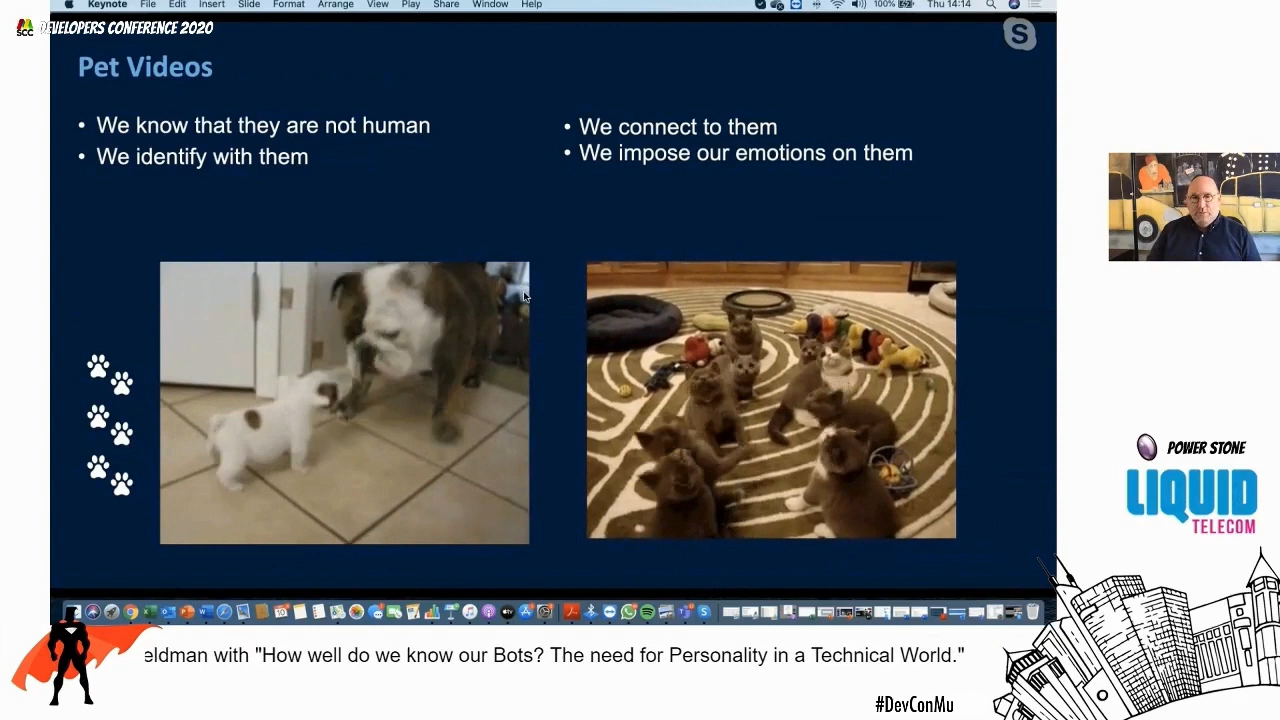 Keynote File Edit Insert Slide Format Arrange View Play Share Window Help
100% Thu 14:14
SCC
DEVELOPERS CONFERENCE 2020
S
Pet Videos
• We know that they are not human
• We identify with them
• We connect to them
• We impose our emotions on them
POWER STONE
LIQUID
TELECOM
eldman with "How well do we know our Bots? The need for Personality in a Technical World."
#DevConMu